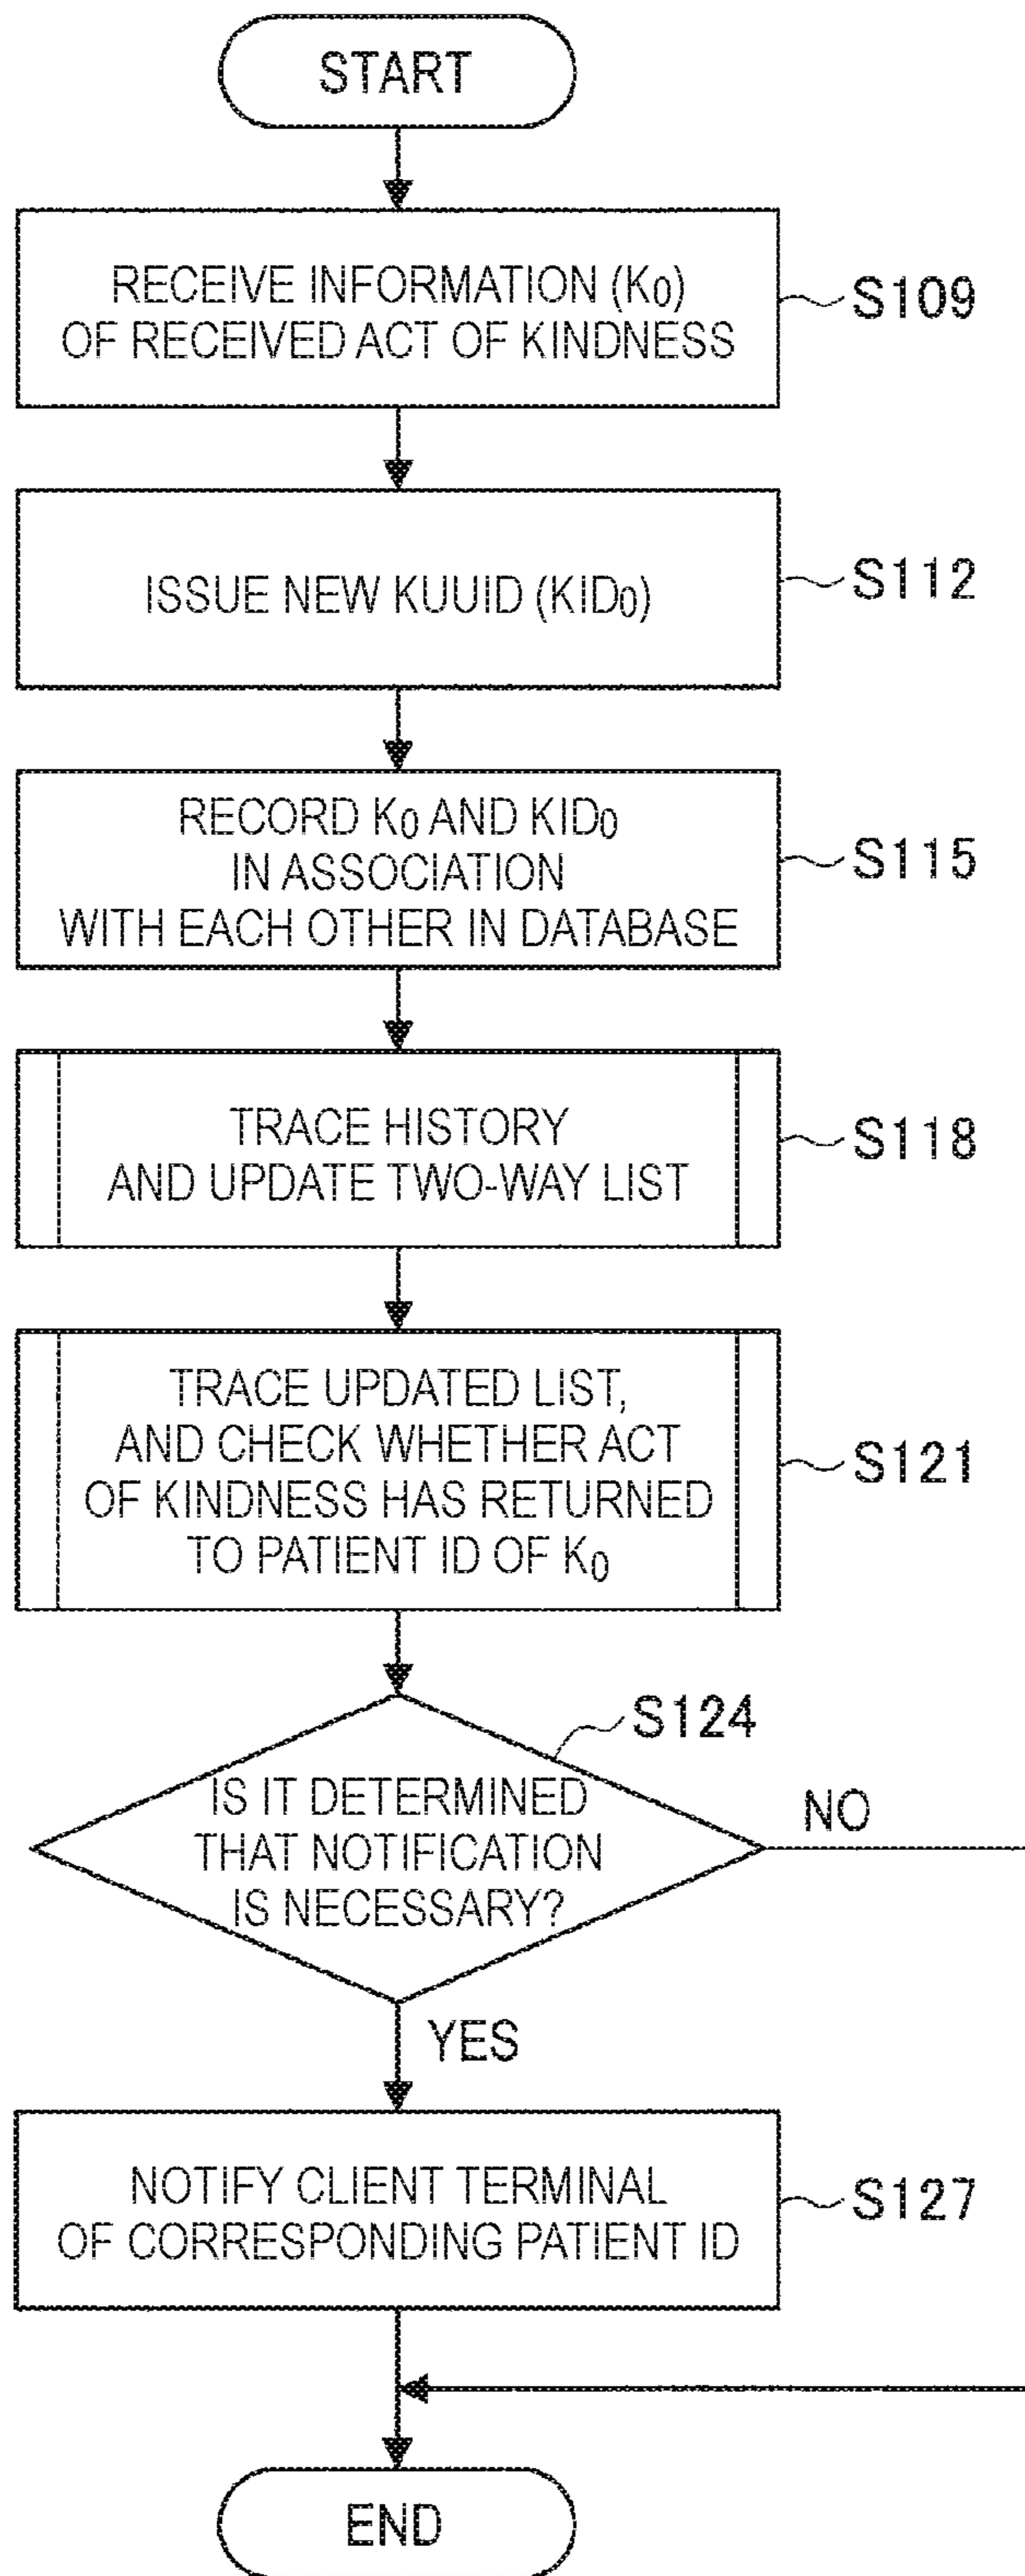 START
RECEIVE INFORMATION (K₀)
OF RECEIVED ACT OF KINDNESS
S109
ISSUE NEW KUUID (KID₀)
S112
RECORD K₀ AND KID₀
IN ASSOCIATION
WITH EACH OTHER IN DATABASE
S115
TRACE HISTORY
AND UPDATE TWO-WAY LIST
S118
TRACE UPDATED LIST,
AND CHECK WHETHER ACT
OF KINDNESS HAS RETURNED
TO PATIENT ID OF K₀
S121
S124
IS IT DETERMINED
THAT NOTIFICATION
IS NECESSARY?
NO
YES
NOTIFY CLIENT TERMINAL
OF CORRESPONDING PATIENT ID
S127
END